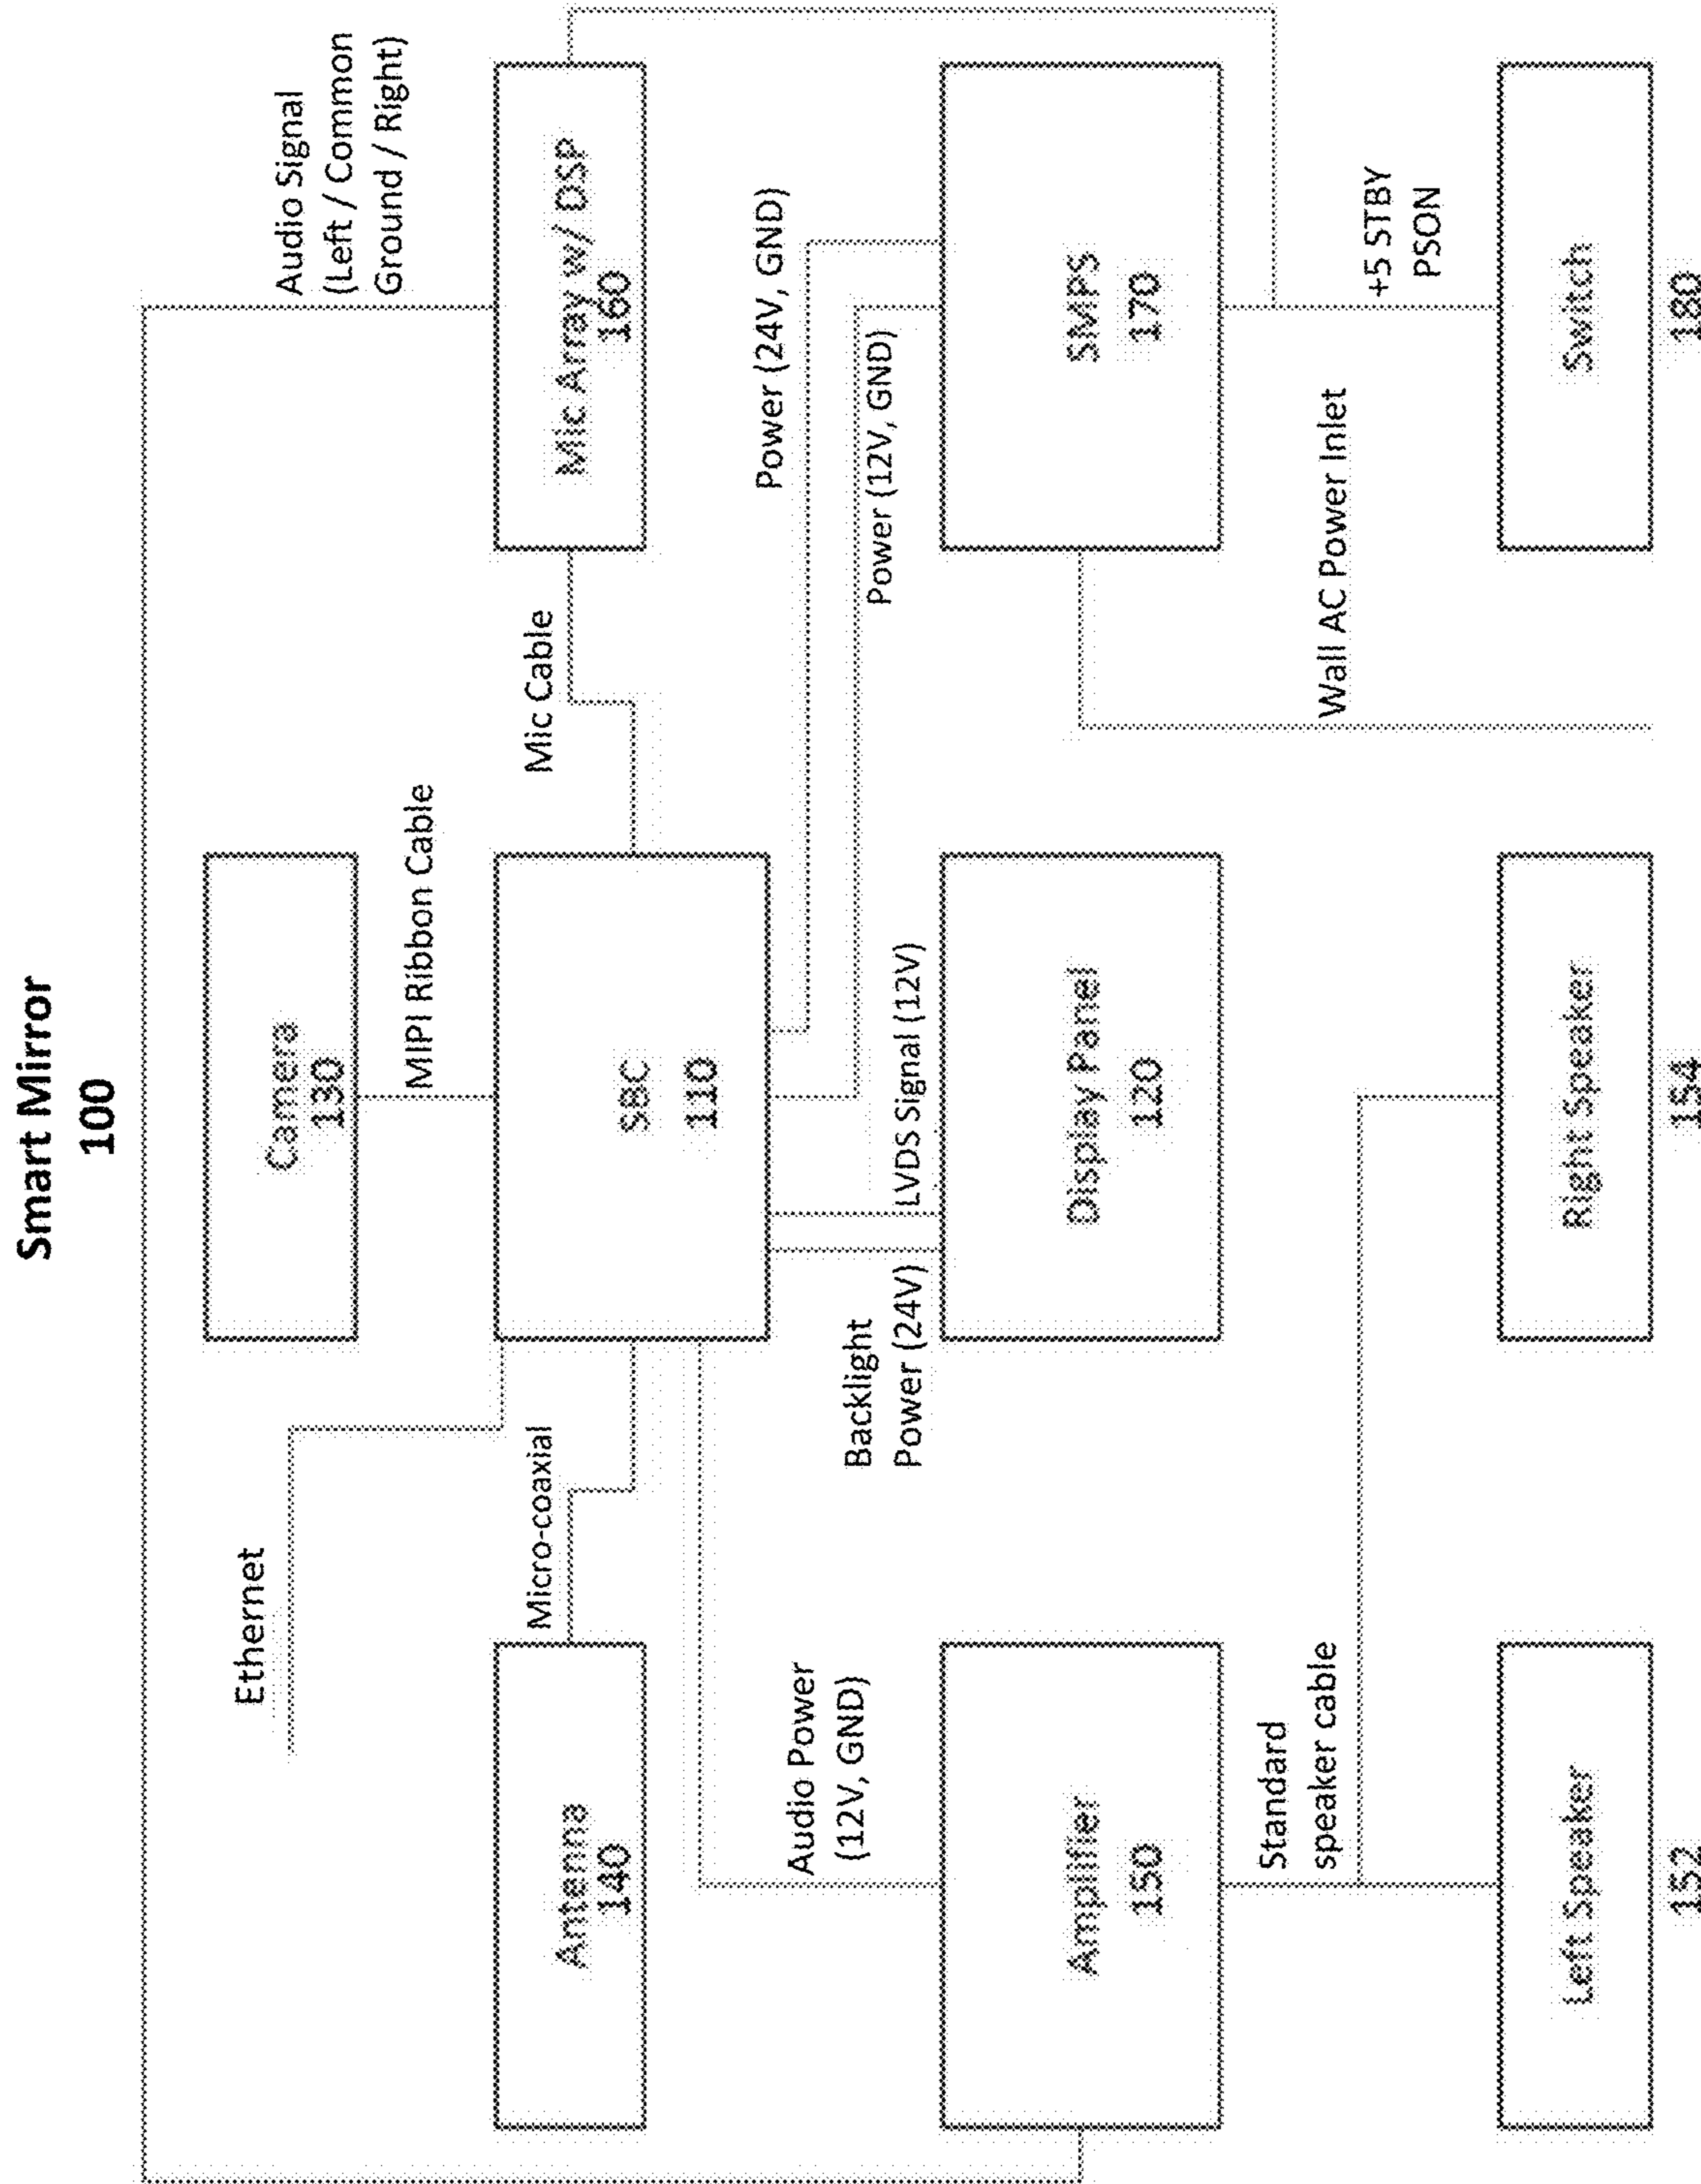 Smart Mirror
100
Ethernet
Camera
130
MIPI Ribbon Cable
Audio Signal
(Left / Common
Ground / Right)
Antenna
140
Micro-coaxial
SBC
110
Mic Cable
Mic Array w/ DSP
160
Audio Power
(12V, GND)
Backlight
Power (24V)
LVDS Signal (12V)
Power (24V, GND)
Power (12V, GND)
Amplifier
150
Display Panel
120
SMPS
170
Standard
speaker cable
Wall AC Power Inlet
+5 STBY
PSON
Left Speaker
152
Right Speaker
154
Switch
180